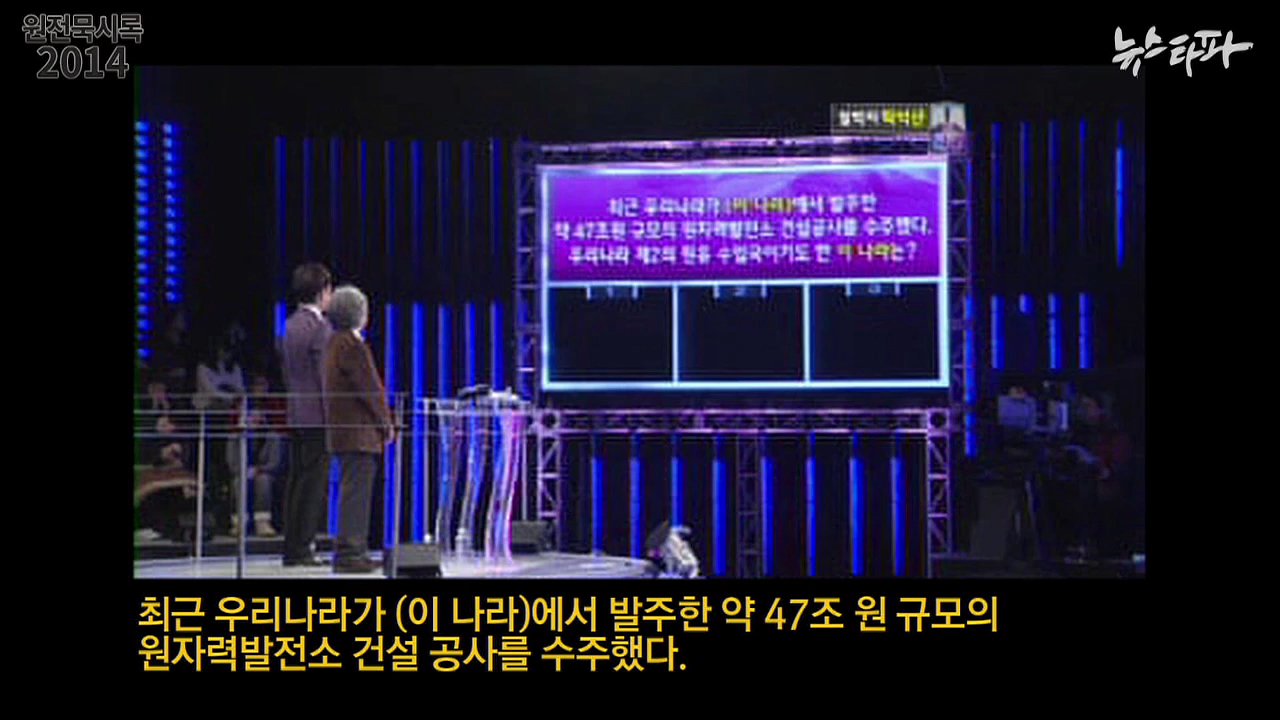 원전묵시록
2014
뉴스타파
최근 우리나라가 (이 나라)에서 발주한
약 47조원 규모의 원자력발전소 건설공사를 수주했다.
우리나라 제2의 원유 수입국이기도 한 이 나라는?
최근 우리나라가 (이 나라)에서 발주한 약 47조 원 규모의
원자력발전소 건설 공사를 수주했다.